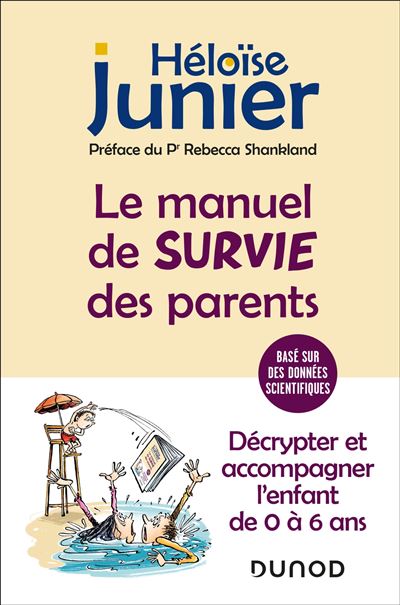 Héloïse
Junier
Préface du Pr Rebecca Shankland
Le manuel
de SURVIE
des parents
BASÉ SUR
DES DONNÉES
SCIENTIFIQUES
Décrypter et
accompagner
l'enfant
de 0 à 6 ans
DUNOD